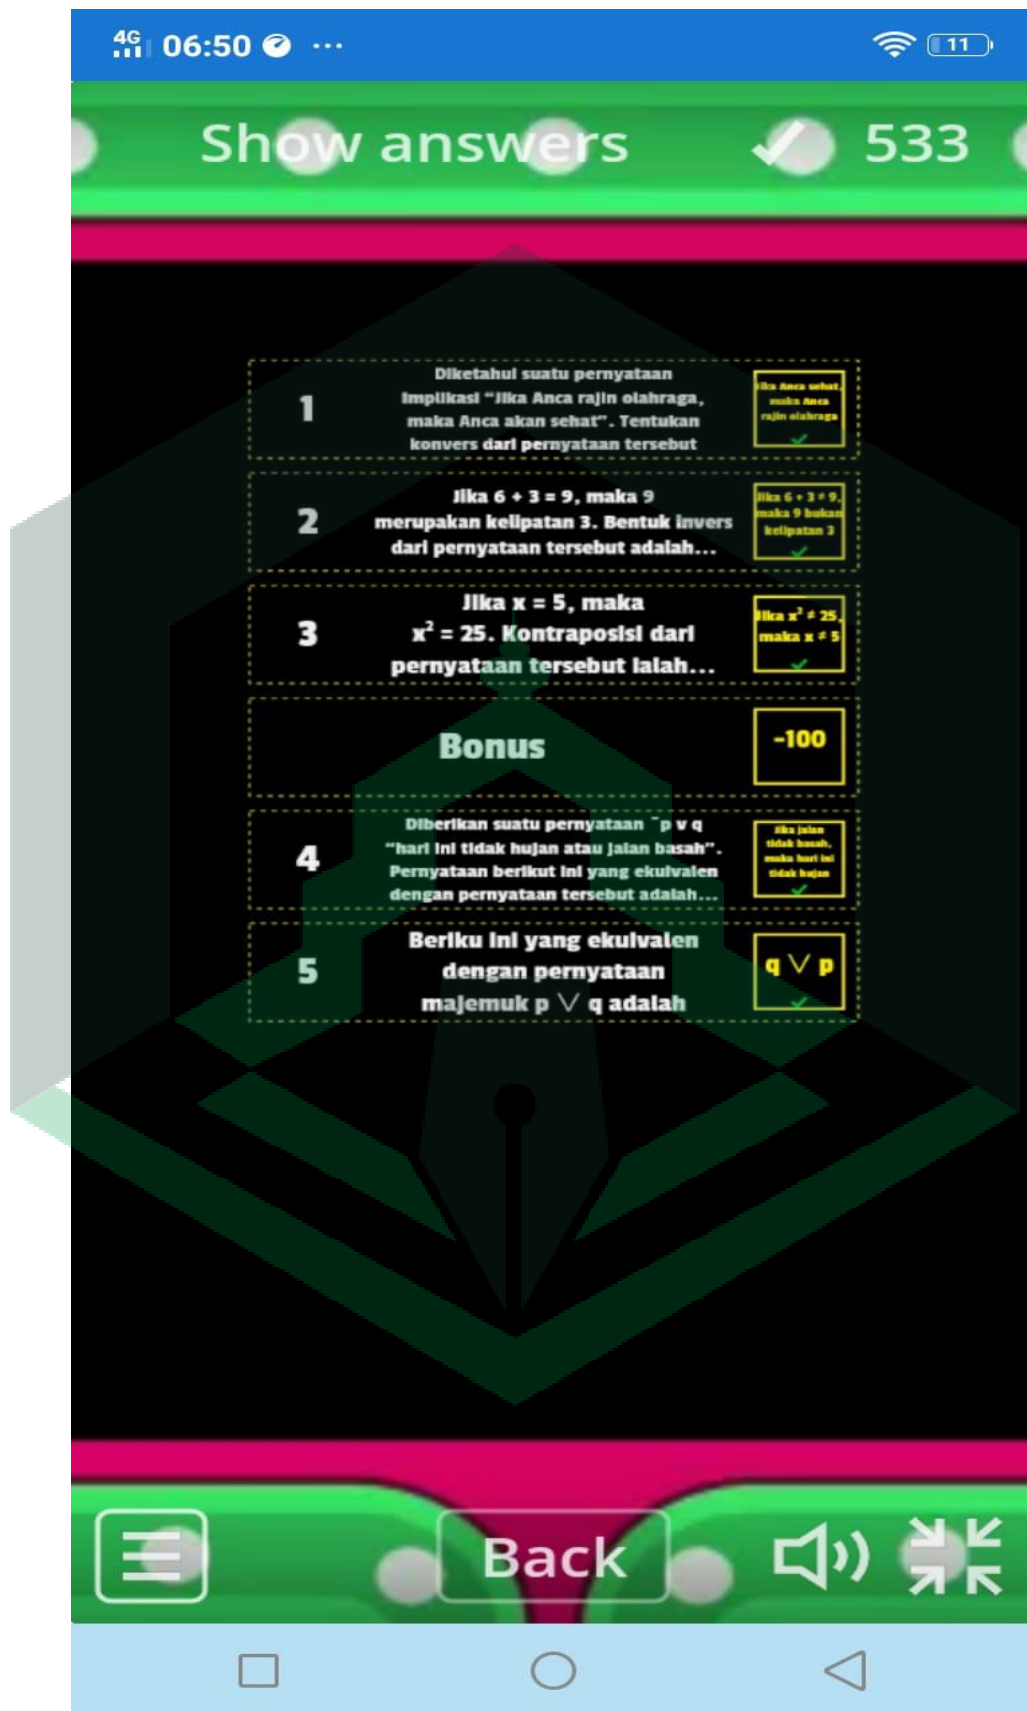 4G 06:50 ... 11
Show answers ✓ 533
1
Diketahui suatu pernyataan
implikasi “Jika Anca rajin olahraga,
maka Anca akan sehat”. Tentukan
konvers dari pernyataan tersebut
Jika Anca sehat,
maka Anca
rajin olahraga
2
Jika 6 + 3 = 9, maka 9
merupakan kelipatan 3. Bentuk invers
dari pernyataan tersebut adalah...
Jika 6 + 3 ≠ 9,
maka 9 bukan
kelipatan 3
3
Jika x = 5, maka
x² = 25. Kontraposisi dari
pernyataan tersebut ialah...
Jika x² ≠ 25,
maka x ≠ 5
Bonus
-100
4
Diberikan suatu pernyataan ~p v q
“hari ini tidak hujan atau jalan basah”.
Pernyataan berikut ini yang ekuivalen
dengan pernyataan tersebut adalah...
Jika jalan
tidak basah,
maka hari ini
tidak hujan
5
Beriku ini yang ekuivalen
dengan pernyataan
majemuk p ∨ q adalah
q ∨ p
Back